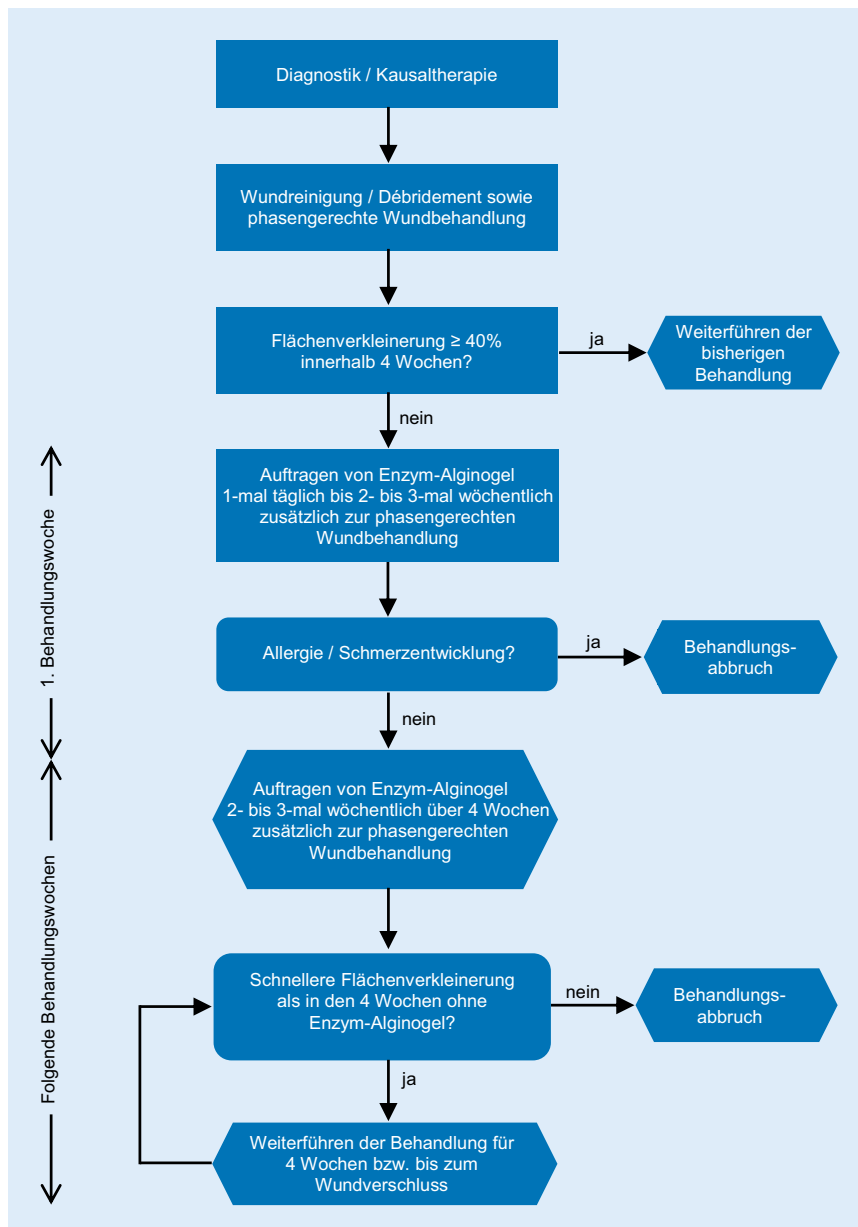 Diagnostik / Kausaltherapie
Wundreinigung / Débridement sowie
phasengerechte Wundbehandlung
Flächenverkleinerung ≥ 40%
innerhalb 4 Wochen?
ja
Weiterführen der
bisherigen
Behandlung
nein
1. Behandlungswoche
Auftragen von Enzym-Alginogel
1-mal täglich bis 2- bis 3-mal wöchentlich
zusätzlich zur phasengerechten
Wundbehandlung
Allergie / Schmerzentwicklung?
ja
Behandlungs-
abbruch
nein
Folgende Behandlungswochen
Auftragen von Enzym-Alginogel
2- bis 3-mal wöchentlich über 4 Wochen
zusätzlich zur phasengerechten
Wundbehandlung
Schnellere Flächenverkleinerung
als in den 4 Wochen ohne
Enzym-Alginogel?
nein
Behandlungs-
abbruch
ja
Weiterführen der Behandlung für
4 Wochen bzw. bis zum
Wundverschluss